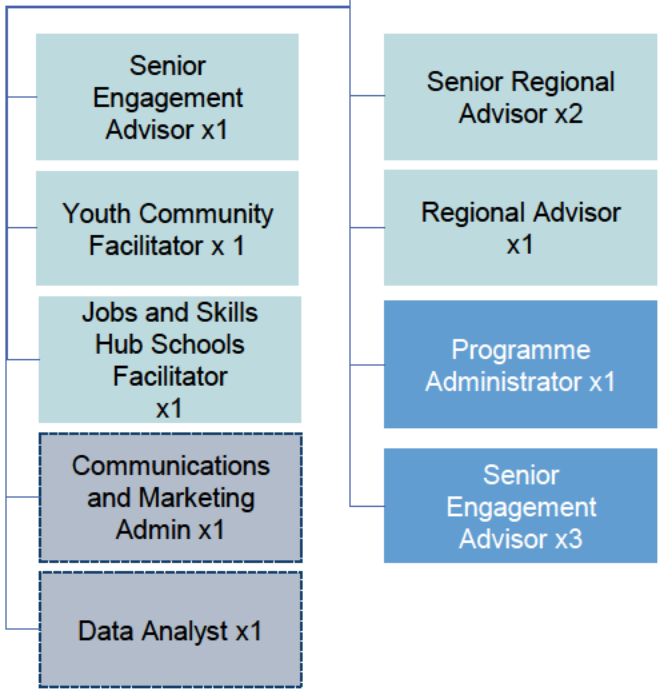 Senior
Engagement
Advisor x1
Youth Community
Facilitator x 1
Jobs and Skills
Hub Schools
Facilitator
x1
Communications
and Marketing
Admin x1
Data Analyst x1
Senior Regional
Advisor x2
Regional Advisor
x1
Programme
Administrator x1
Senior
Engagement
Advisor x3